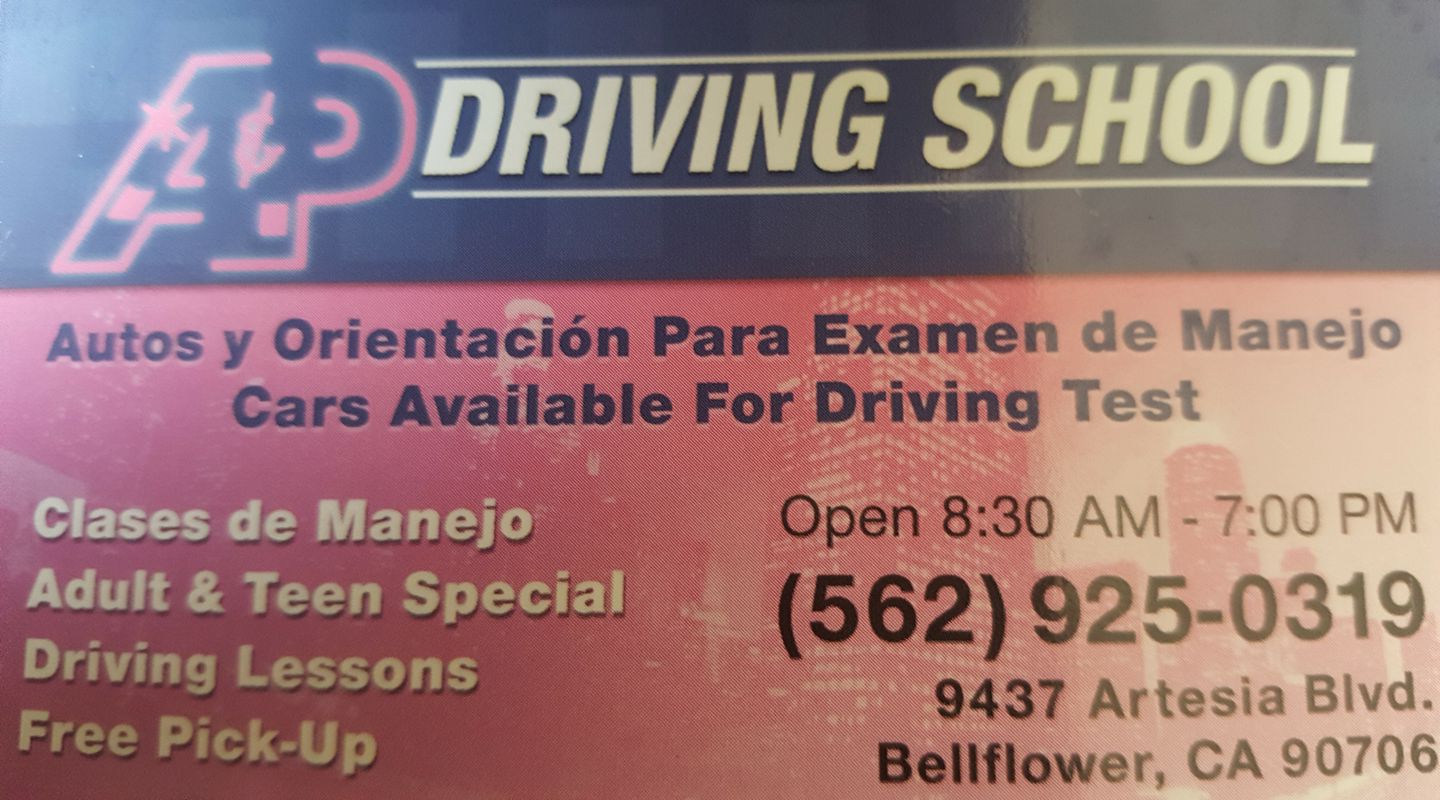 AP DRIVING SCHOOL
Autos y Orientación Para Examen de Manejo
Cars Available For Driving Test
Clases de Manejo
Adult & Teen Special
Driving Lessons
Free Pick-Up
Open 8:30 AM - 7:00 PM
(562) 925-0319
9437 Artesia Blvd.
Bellflower, CA 90706